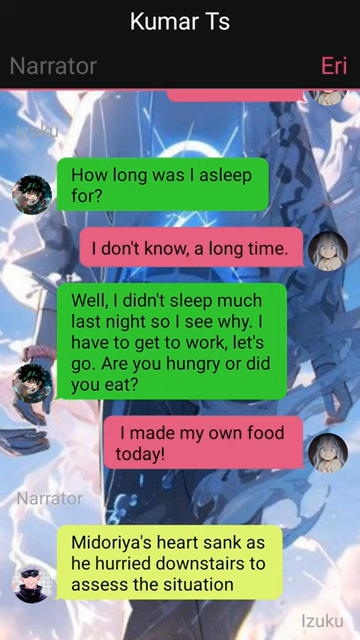 Kumar Ts
Narrator
Eri
Izuku
How long was I asleep
for?
I don't know, a long time.
Well, I didn't sleep much
last night so I see why. I
have to get to work, let's
go. Are you hungry or did
you eat?
I made my own food
today!
Narrator
Midoriya's heart sank as
he hurried downstairs to
assess the situation
Izuku